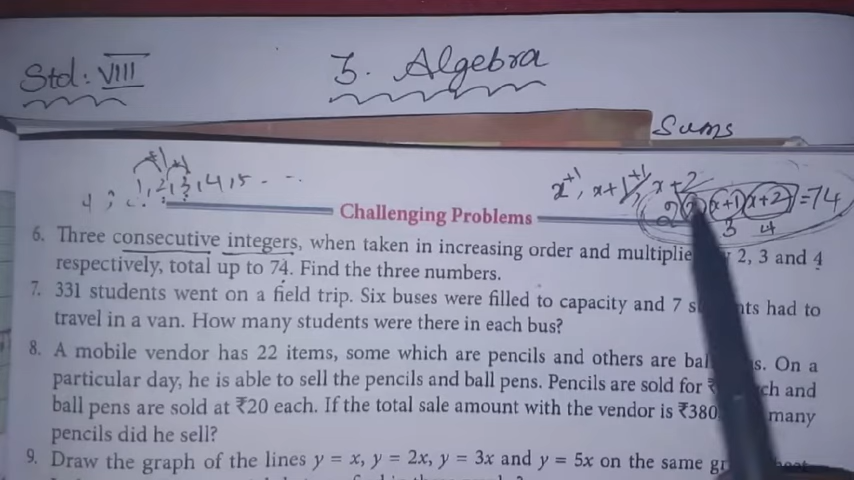 Std: VIII
3. Algebra
Sums
1, 2, 3, 4, 5 - ...
x, x+1, x+2
2(x) (x+1) (x+2) = 74
3 4
Challenging Problems
6. Three consecutive integers, when taken in increasing order and multiplie 2, 3 and 4
respectively, total up to 74. Find the three numbers.
7. 331 students went on a field trip. Six buses were filled to capacity and 7 had to
travel in a van. How many students were there in each bus?
8. A mobile vendor has 22 items, some which are pencils and others are bal On a
particular day, he is able to sell the pencils and ball pens. Pencils are sold for and
ball pens are sold at ₹20 each. If the total sale amount with the vendor is ₹380 many
pencils did he sell?
9. Draw the graph of the lines y = x, y = 2x, y = 3x and y = 5x on the same